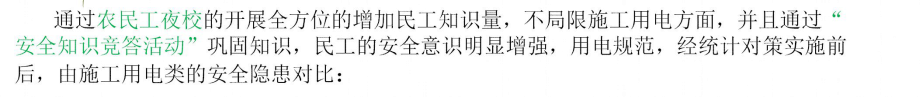 通过农民工夜校的开展全方位的增加民工知识量，不局限施工用电方面，并且通过“
安全知识竞答活动”巩固知识，民工的安全意识明显增强，用电规范，经统计对策实施前
后，由施工用电类的安全隐患对比：